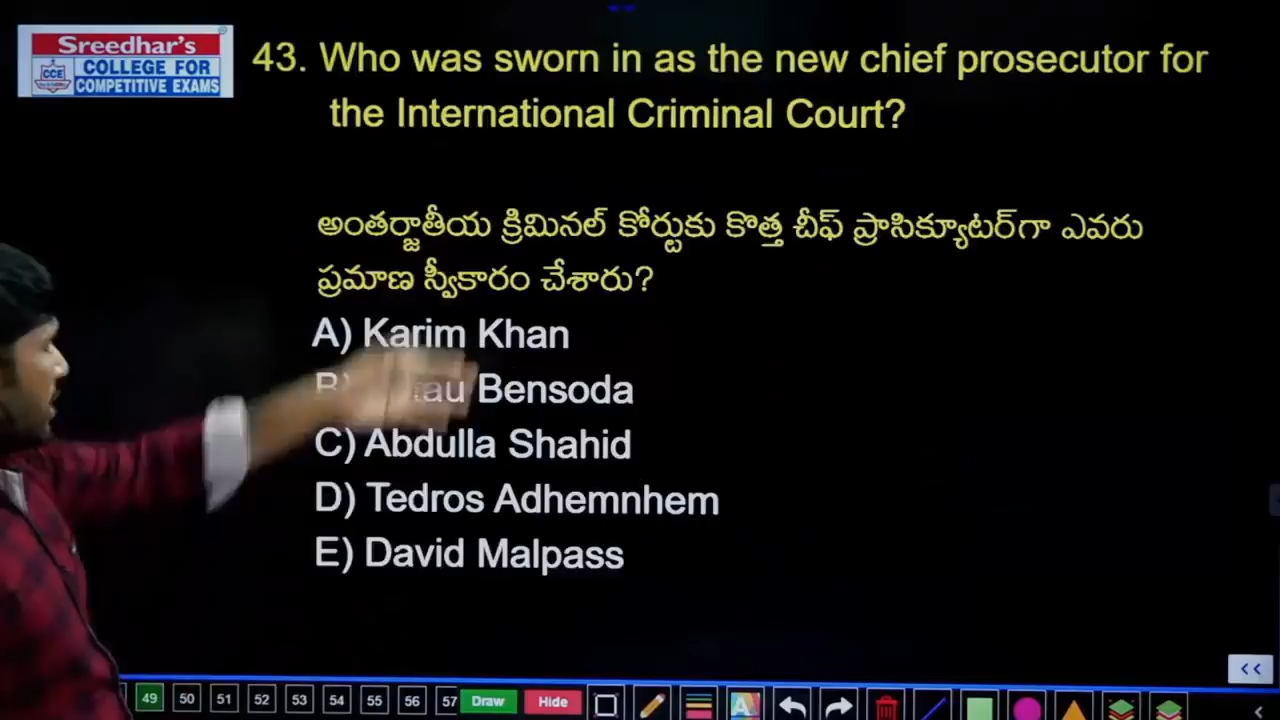 Sreedhar's
CCE
COLLEGE FOR
COMPETITIVE EXAMS
43. Who was sworn in as the new chief prosecutor for
the International Criminal Court?
అంతర్జాతీయ క్రిమినల్ కోర్టుకు కొత్త చీఫ్ ప్రాసిక్యూటర్‌గా ఎవరు
ప్రమాణ స్వీకారం చేశారు?
A) Karim Khan
B) Bensoda
C) Abdulla Shahid
D) Tedros Adhemnhem
E) David Malpass
<<
49 50 51 52 53 54 55 56 57 Draw Hide